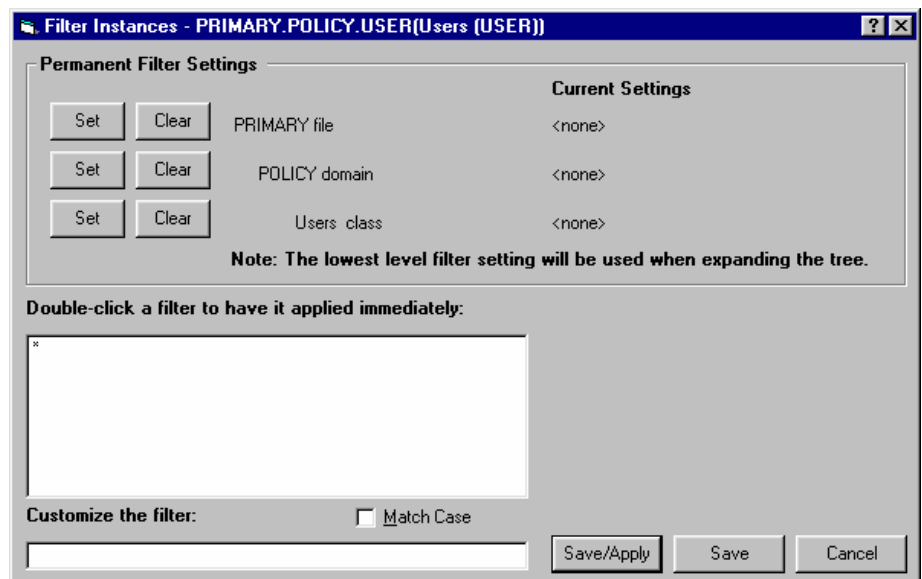 Filter Instances - PRIMARY.POLICY.USER(Users (USER))
Permanent Filter Settings
Current Settings
Set Clear PRIMARY file <none>
Set Clear POLICY domain <none>
Set Clear Users class <none>
Note: The lowest level filter setting will be used when expanding the tree.
Double-click a filter to have it applied immediately:
*
Customize the filter: Match Case
Save/Apply Save Cancel